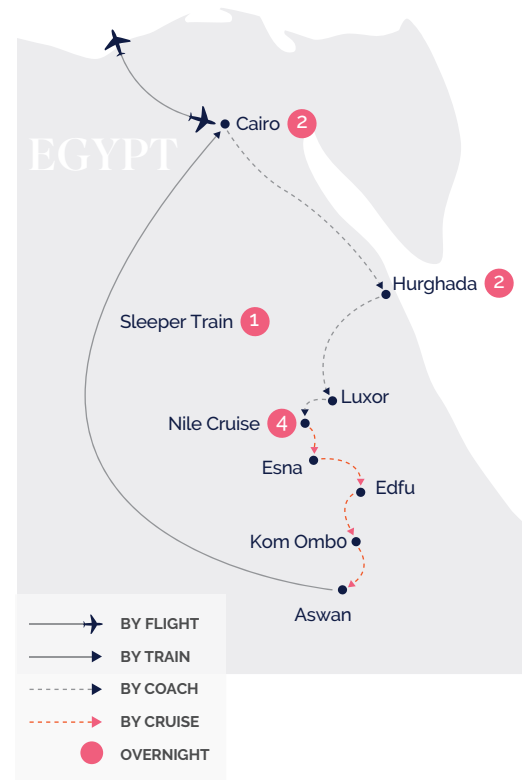 Cairo 2
EGYPT
Hurghada 2
Sleeper Train 1
Luxor
Nile Cruise 4
Esna
Edfu
Kom Omb0
Aswan
BY FLIGHT
BY TRAIN
BY COACH
BY CRUISE
OVERNIGHT